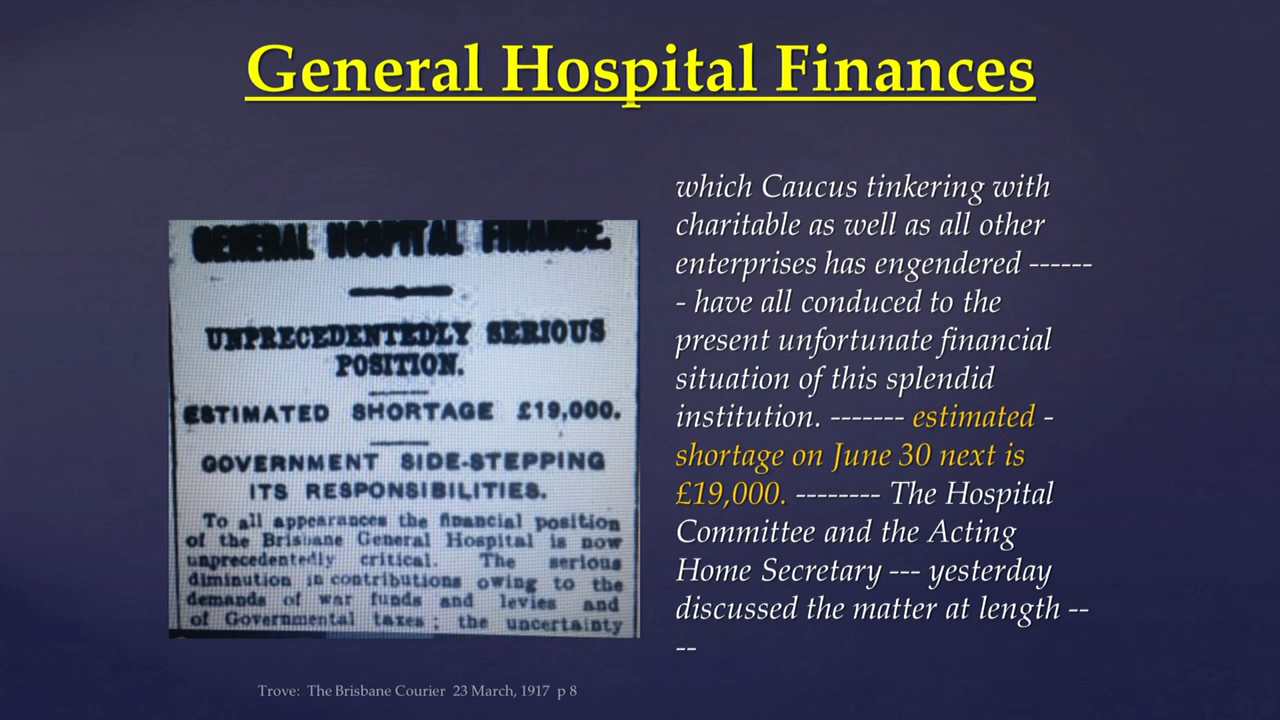 General Hospital Finances
GENERAL HOSPITAL FINANCE.
UNPRECEDENTEDLY SERIOUS
POSITION.
ESTIMATED SHORTAGE £19,000.
GOVERNMENT SIDE-STEPPING
ITS RESPONSIBILITIES.
To all appearances the financial position
of the Brisbane General Hospital is now
unprecedentedly critical. The serious
diminution in contributions owing to the
demands of war funds and levies and
of Governmental taxes; the uncertainty
which Caucus tinkering with
charitable as well as all other
enterprises has engendered ------
- have all conduced to the
present unfortunate financial
situation of this splendid
institution. ------- estimated -
shortage on June 30 next is
£19,000. -------- The Hospital
Committee and the Acting
Home Secretary --- yesterday
discussed the matter at length --
--
Trove: The Brisbane Courier 23 March, 1917 p 8